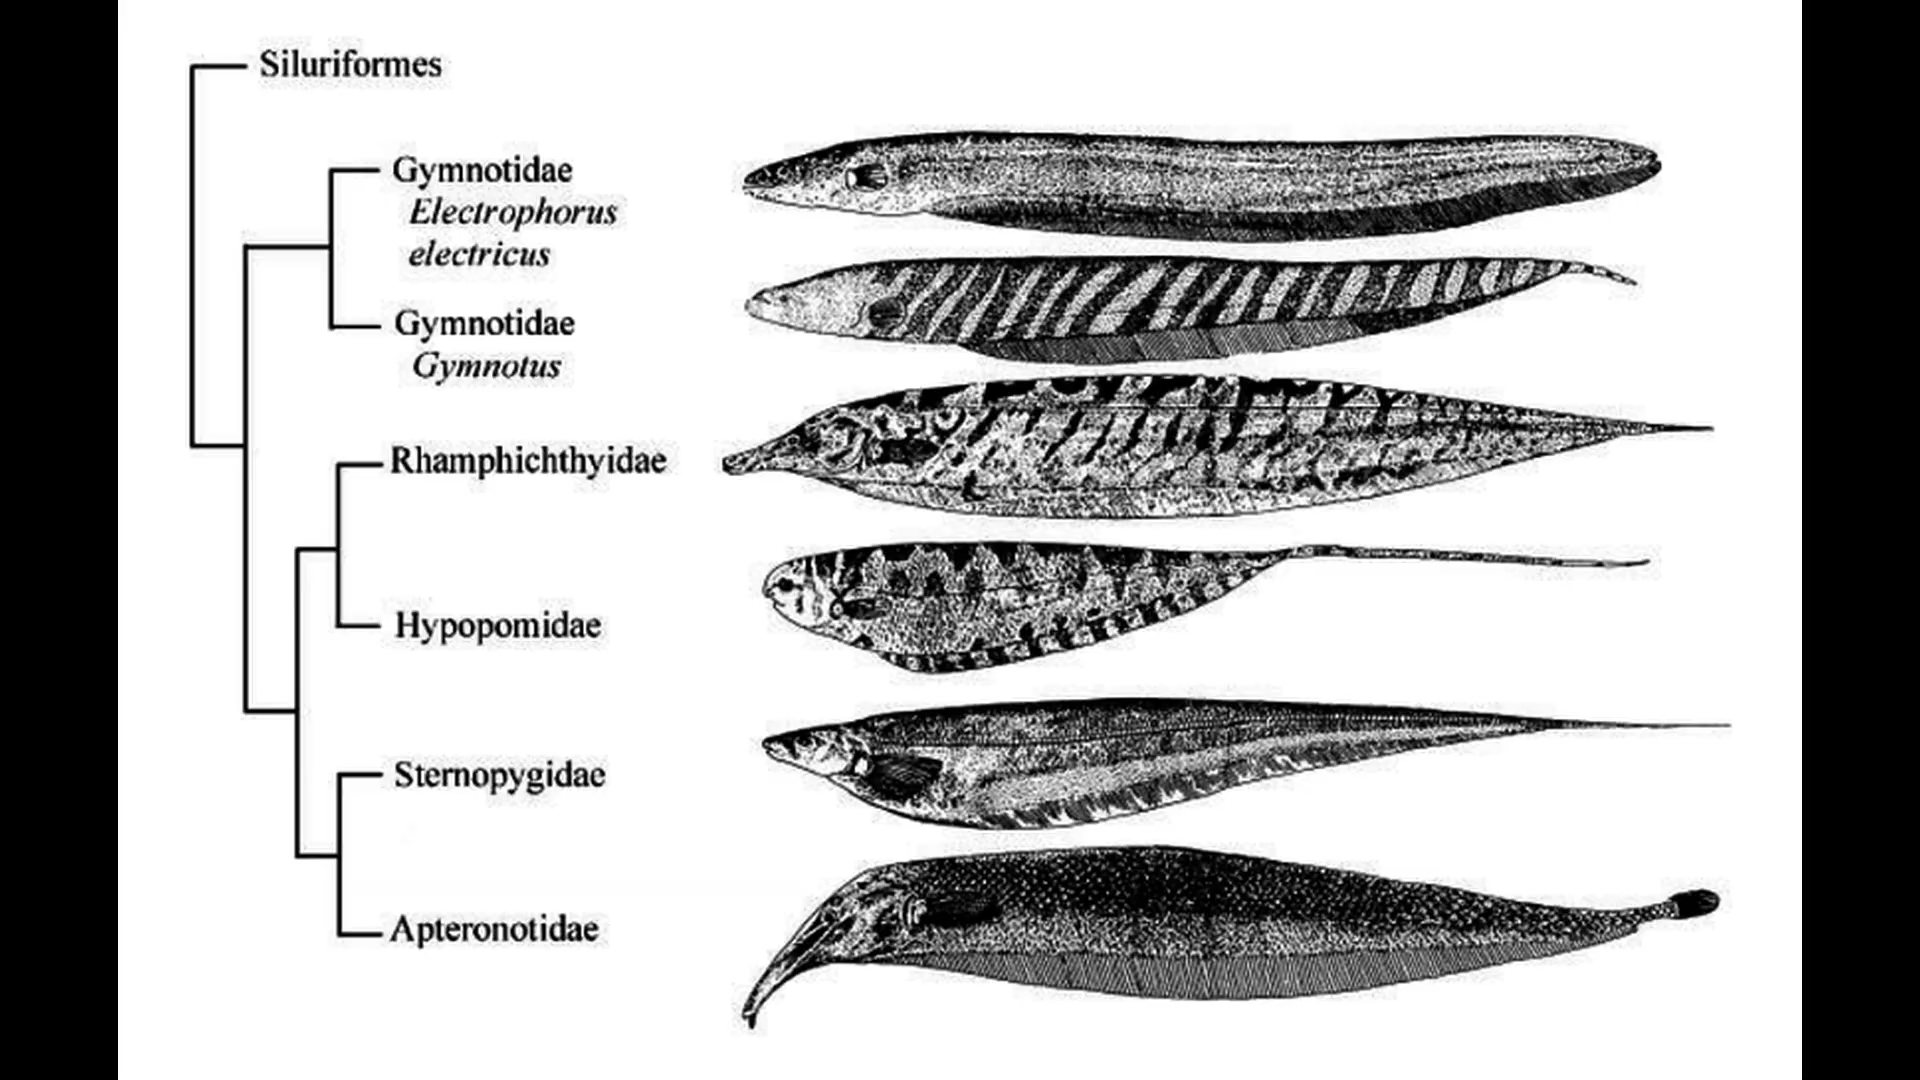 Siluriformes
Gymnotidae
Electrophorus
electricus
Gymnotidae
Gymnotus
Rhamphichthyidae
Hypopomidae
Sternopygidae
Apteronotidae